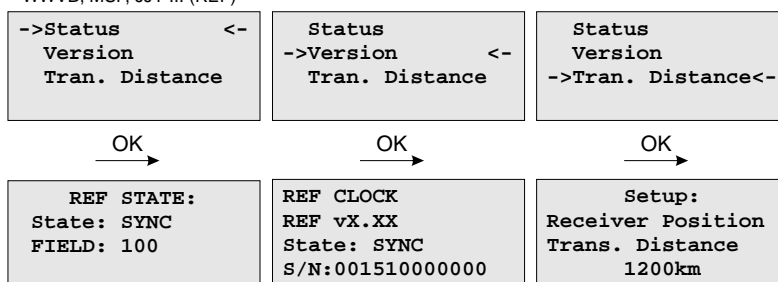 ->Status <-
Version
Tran. Distance
Status
->Version <-
Tran. Distance
Status
Version
->Tran. Distance<-
OK
OK
OK
REF STATE:
State: SYNC
FIELD: 100
REF CLOCK
REF vX.XX
State: SYNC
S/N:001510000000
Setup:
Receiver Position
Trans. Distance
1200km